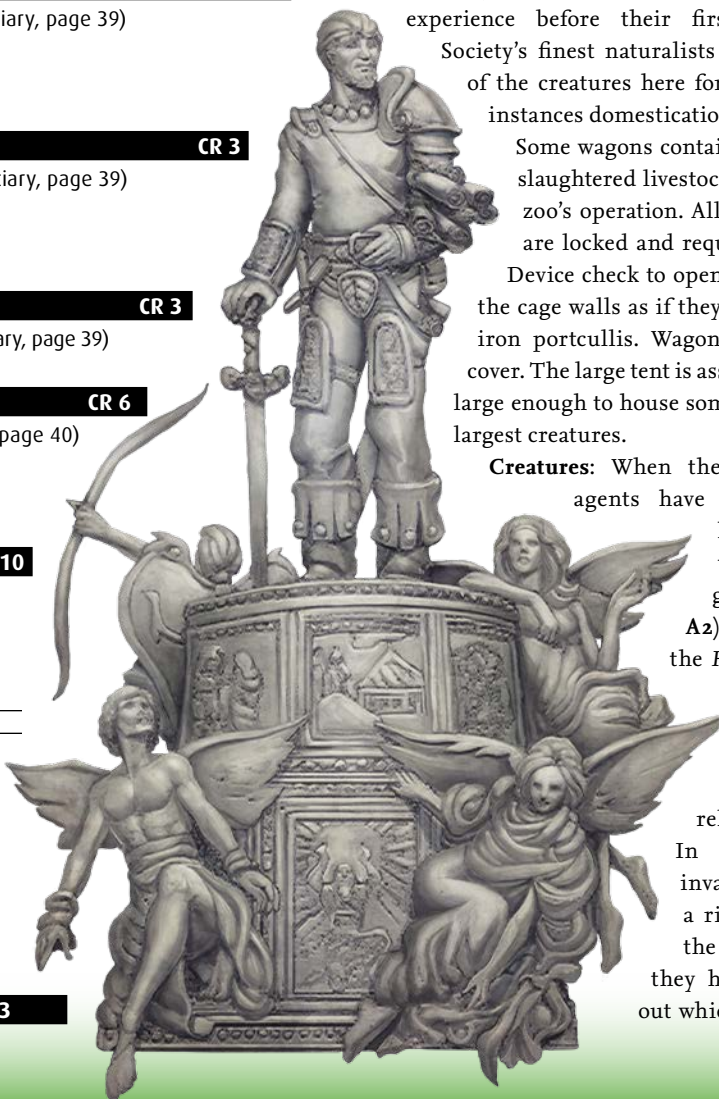 ary, page 39)
CR 3
ary, page 39)
CR 3
ary, page 39)
CR 6
page 40)
10
3
experience before their firs
Society's finest naturalists
of the creatures here for
instances domesticatio
Some wagons contai
slaughtered livestoc
zoo's operation. All
are locked and requ
Device check to open
the cage walls as if they
iron portcullis. Wagon
cover. The large tent is as
large enough to house som
largest creatures.
Creatures: When the
agents have
g
A2)
the
rel
In
inva
a ri
the
they h
out whic